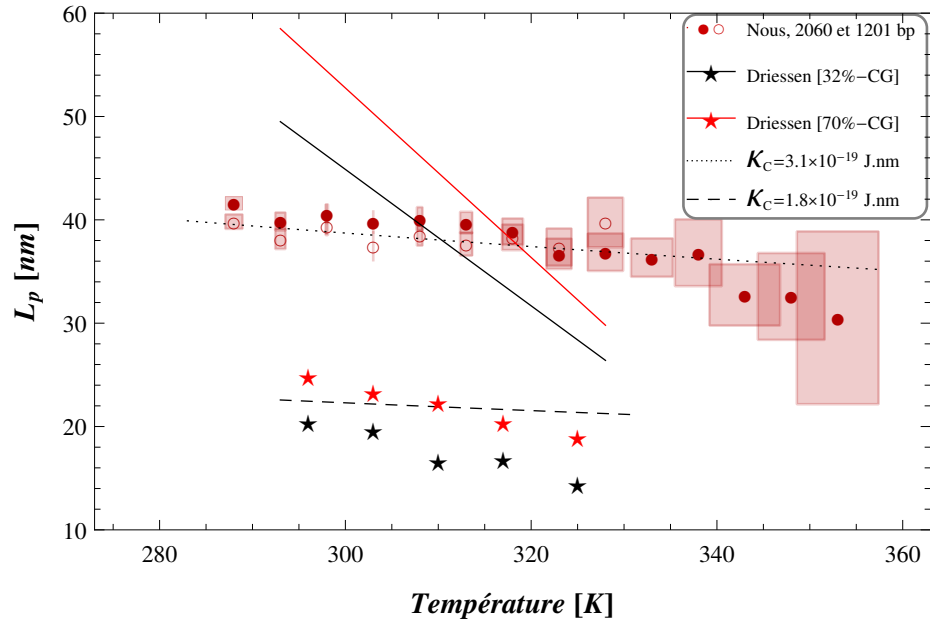 60
50
40
30
20
10
L_p [nm]
Nous, 2060 et 1201 bp
Driessen [32%−CG]
Driessen [70%−CG]
K_C=3.1×10^−19 J.nm
K_C=1.8×10^−19 J.nm
280 300 320 340 360
Température [K]